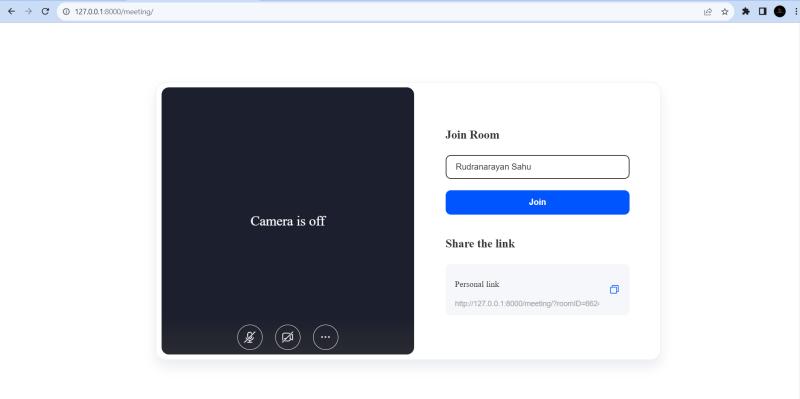 127.0.0.1:8000/meeting/
Join Room
Rudranarayan Sahu
Join
Camera is off
Share the link
Personal link
http://127.0.0.1:8000/meeting/?roomID=662